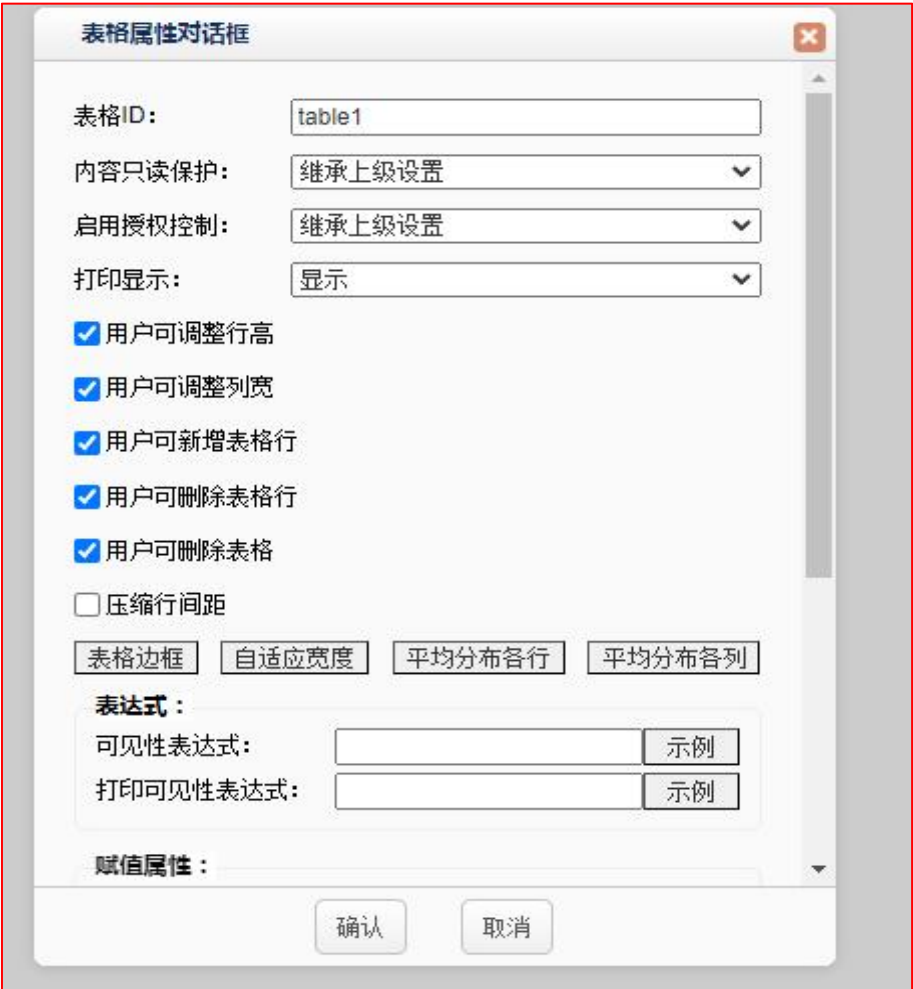 表格属性对话框
表格ID：
table1
内容只读保护：
继承上级设置
启用授权控制：
继承上级设置
打印显示：
显示
用户可调整行高
用户可调整列宽
用户可新增表格行
用户可删除表格行
用户可删除表格
压缩行间距
表格边框 自适应宽度 平均分布各行 平均分布各列
表达式：
可见性表达式： 示例
打印可见性表达式： 示例
赋值属性：
确认 取消